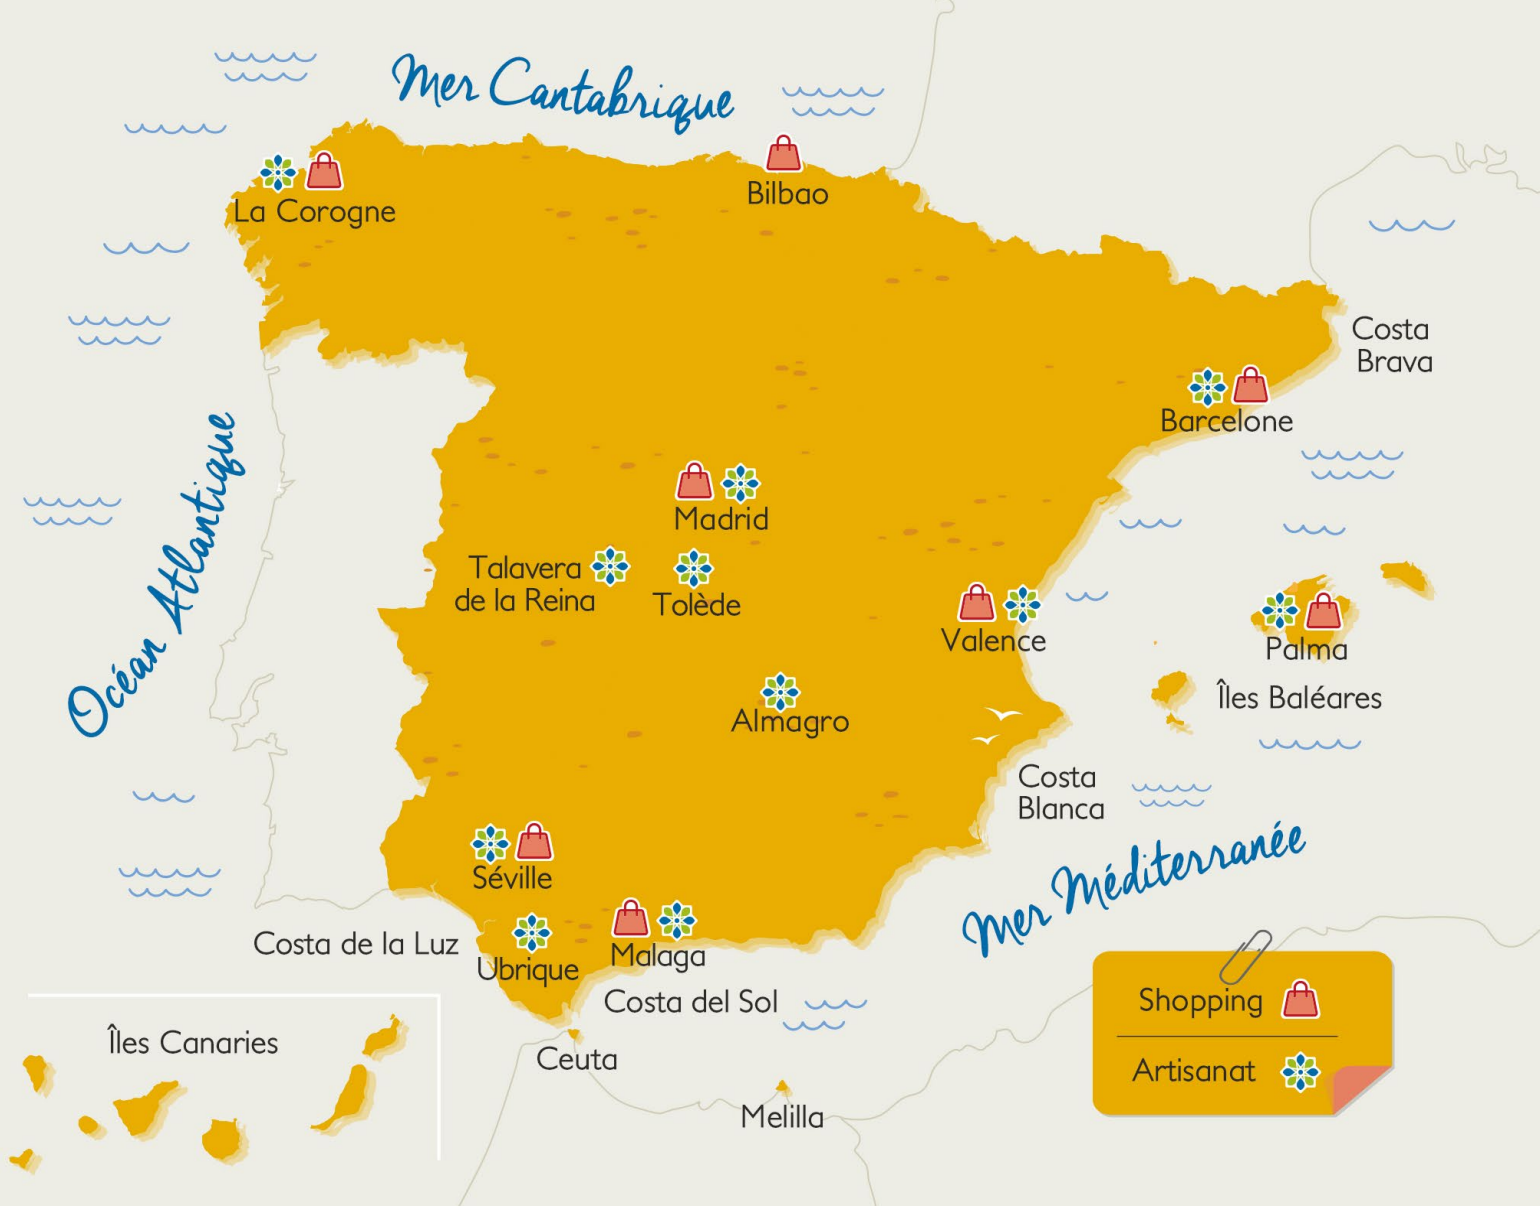 Mer Cantabrique
Bilbao
La Corogne
Costa
Brava
Barcelone
Océan Atlantique
Madrid
Talavera
de la Reina
Tolède
Valence
Palma
Îles Baléares
Almagro
Costa
Blanca
Mer Méditerranée
Séville
Costa de la Luz
Ubrique
Malaga
Costa del Sol
Shopping
Artisanat
Îles Canaries
Ceuta
Melilla